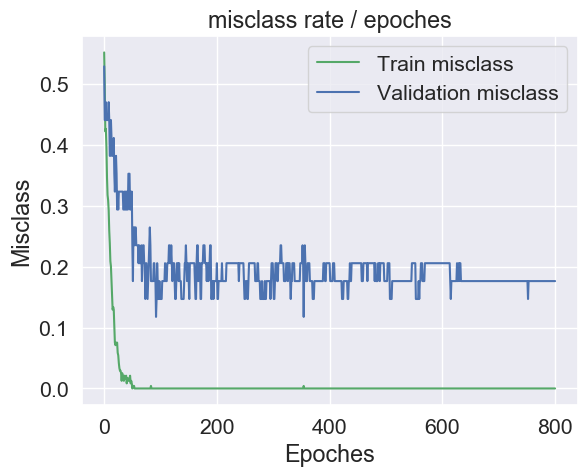 misclass rate / epoches
Train misclass
Validation misclass
Misclass
0.5
0.4
0.3
0.2
0.1
0.0
0
200
400
600
800
Epoches